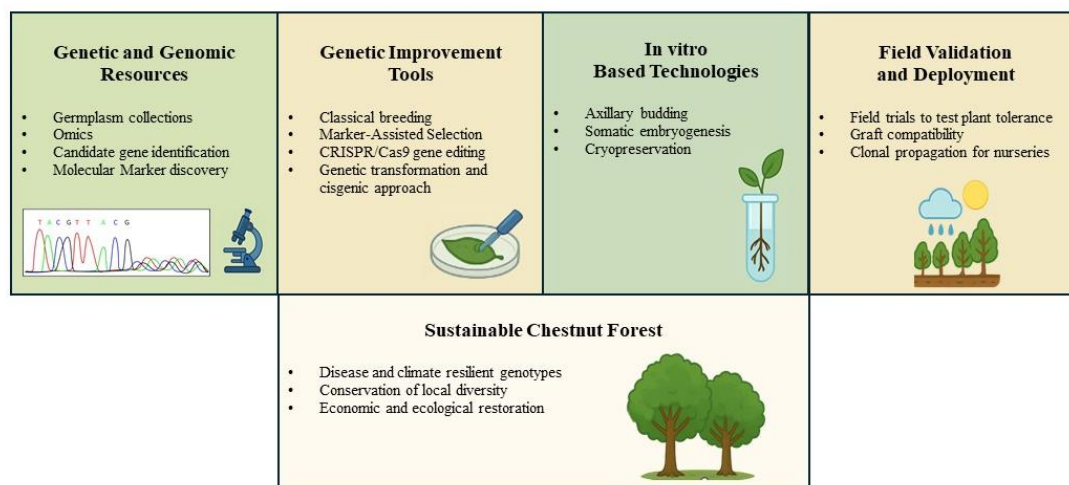 Genetic and Genomic
Resources
• Germplasm collections
• Omics
• Candidate gene identification
• Molecular Marker discovery
T A C G T T A C G
Genetic Improvement
Tools
• Classical breeding
• Marker-Assisted Selection
• CRISPR/Cas9 gene editing
• Genetic transformation and
cisgenic approach
In vitro
Based Technologies
• Axillary budding
• Somatic embryogenesis
• Cryopreservation
Field Validation
and Deployment
• Field trials to test plant tolerance
• Graft compatibility
• Clonal propagation for nurseries
Sustainable Chestnut Forest
• Disease and climate resilient genotypes
• Conservation of local diversity
• Economic and ecological restoration